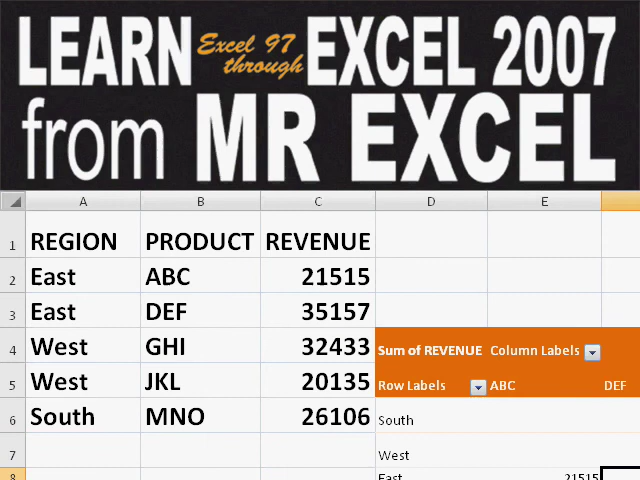 LEARN Excel 97 through EXCEL 2007
from MR EXCEL
A B C D E
1 REGION PRODUCT REVENUE
2 East ABC 21515
3 East DEF 35157
4 West GHI 32433 Sum of REVENUE Column Labels
5 West JKL 20135 Row Labels ABC DEF
6 South MNO 26106 South
7 West
8 East 21515